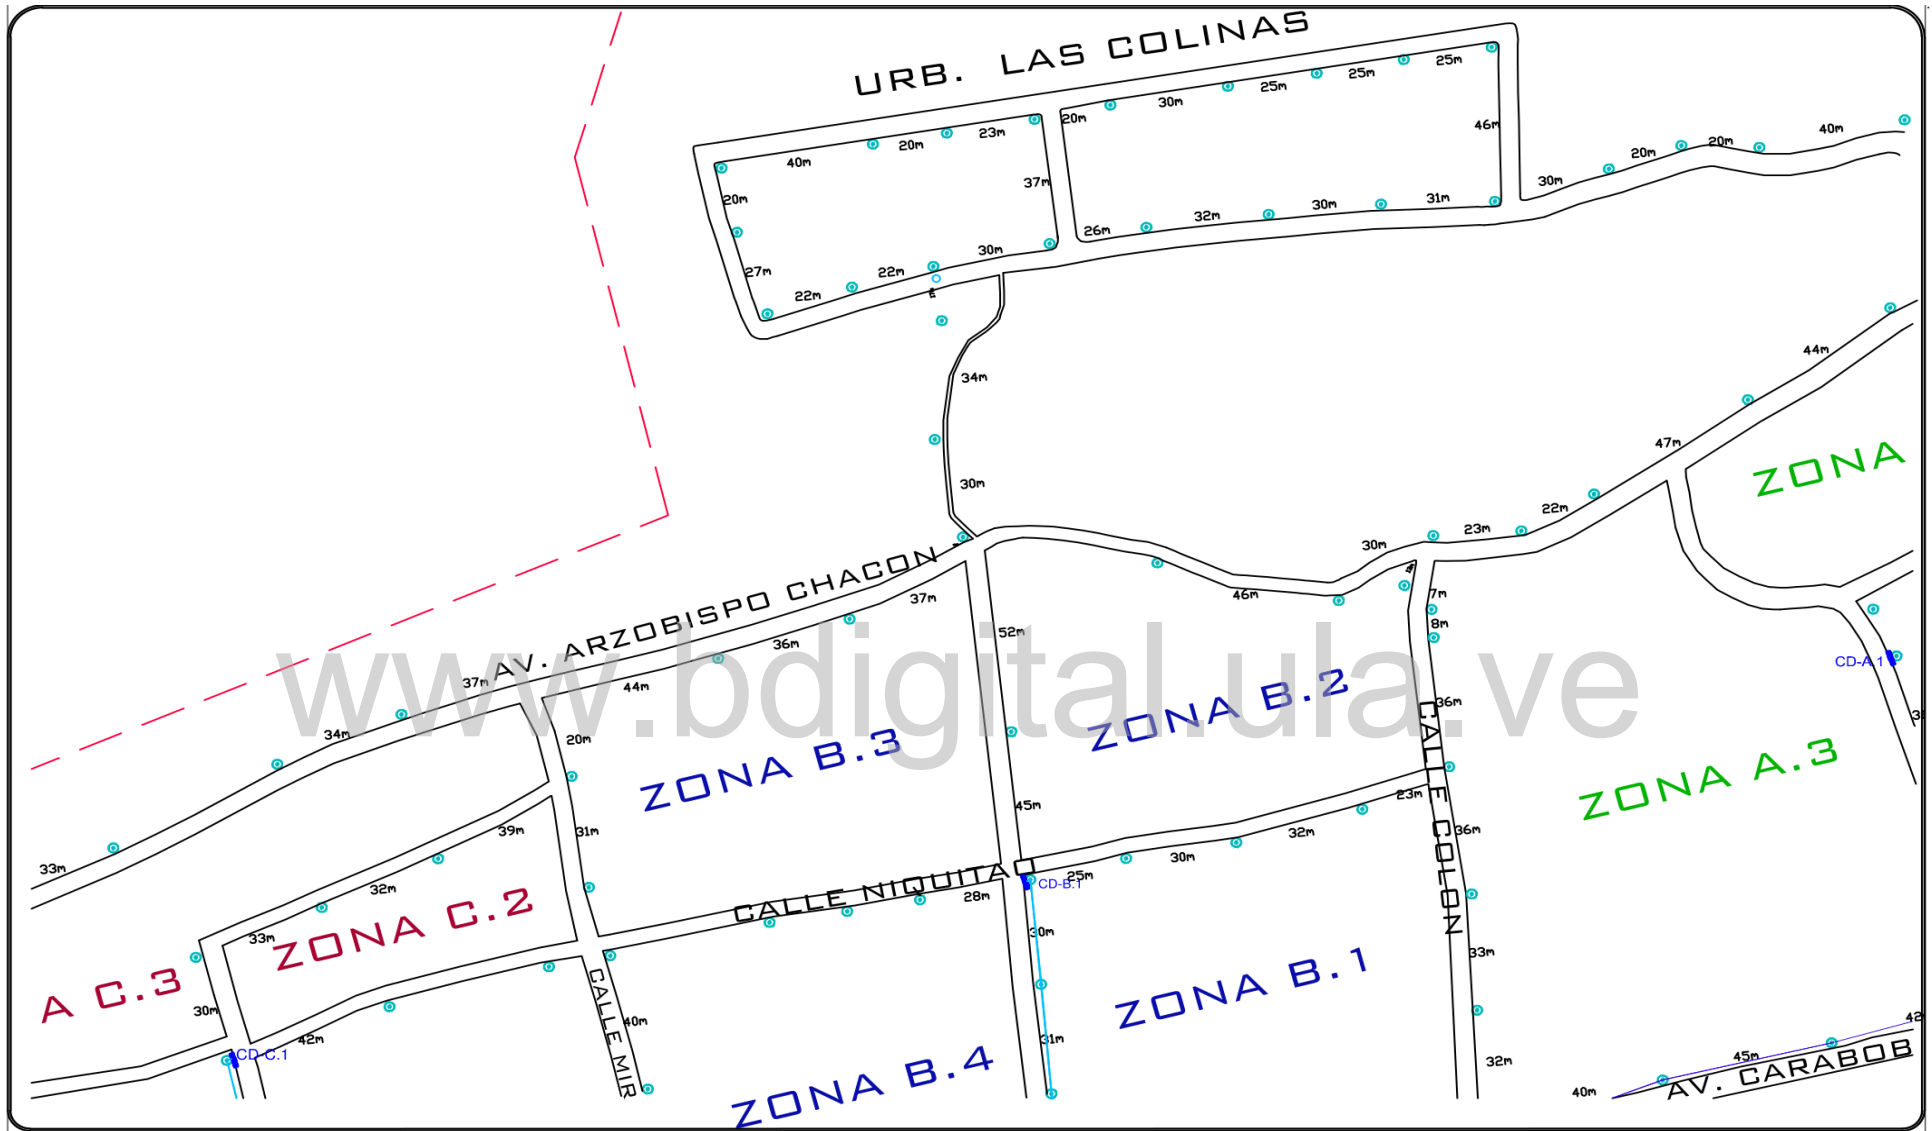 URB. LAS COLINAS
25m
25m
25m
30m
20m
23m
20m
40m
46m
40m
20m
20m
37m
20m
30m
31m
30m
32m
26m
30m
22m
27m
22m
34m
44m
47m
ZONA
30m
22m
23m
30m
AV. ARZOBISPO CHACON
46m
7m
37m
8m
52m
36m
www.bdigital.ula.ve
CD-A.1
37m
44m
36m
ZONA B.2
34m
20m
ZONA B.3
ZONA A.3
CALLE COLON
23m
45m
31m
39m
32m
36m
30m
33m
CALLE NIQUITAO
25m
CD-B.1
32m
28m
ZONA C.2
33m
30m
33m
A C.3
ZONA B.1
30m
CALLE MIR
40m
42m
31m
42
CD-C.1
ZONA B.4
32m
45m
AV. CARABOB
40m